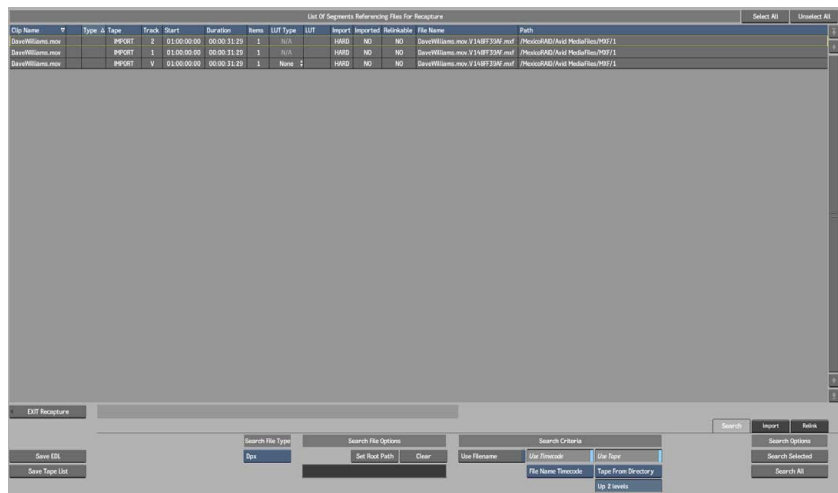 List Of Segments Referencing Files For Recapture Select All Unselect All
Clip Name Type Tape Track Start Duration Items LUT Type LUT Import Imported Relinkable File Name Path
DaveWilliams.mov IMPORT 2 01:00:00:00 00:00:31:29 1 N/A HARD NO NO DaveWilliams.mov.V148FF39AF.mxf /MexicoRAID/Avid MediaFiles/MXF/1
DaveWilliams.mov IMPORT 1 01:00:00:00 00:00:31:29 1 N/A HARD NO NO DaveWilliams.mov.V148FF39AF.mxf /MexicoRAID/Avid MediaFiles/MXF/1
DaveWilliams.mov IMPORT V 01:00:00:00 00:00:31:29 1 None HARD NO NO DaveWilliams.mov.V148FF39AF.mxf /MexicoRAID/Avid MediaFiles/MXF/1
EXIT Recapture
Search Import Relink
Search File Type Search File Options Search Criteria Search Options
Save EDL Dpx Set Root Path Clear Use Filename Use Timecode Use Tape Search Selected
Save Tape List File Name Timecode Tape From Directory Search All
Up 2 levels